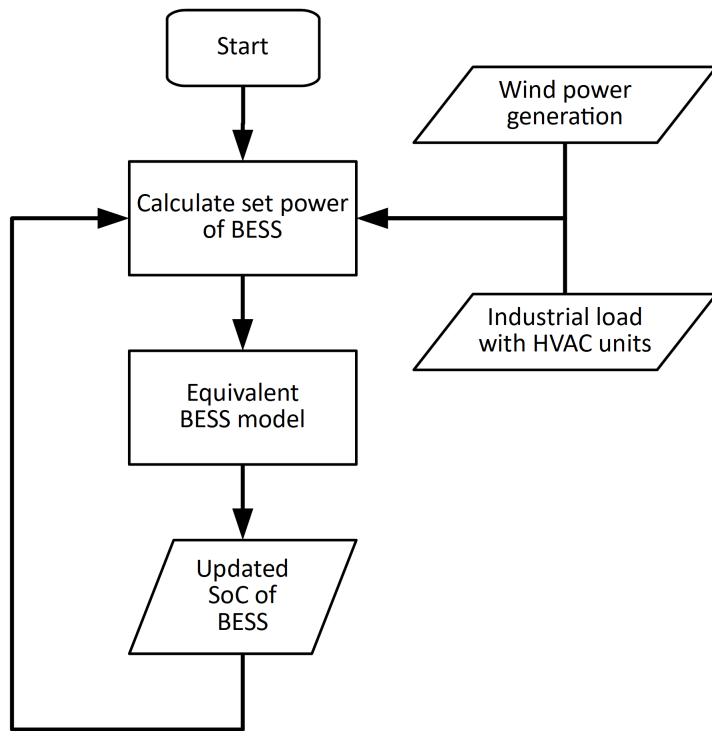 Start
Wind power
generation
Calculate set power
of BESS
Industrial load
with HVAC units
Equivalent
BESS model
Updated
SoC of
BESS